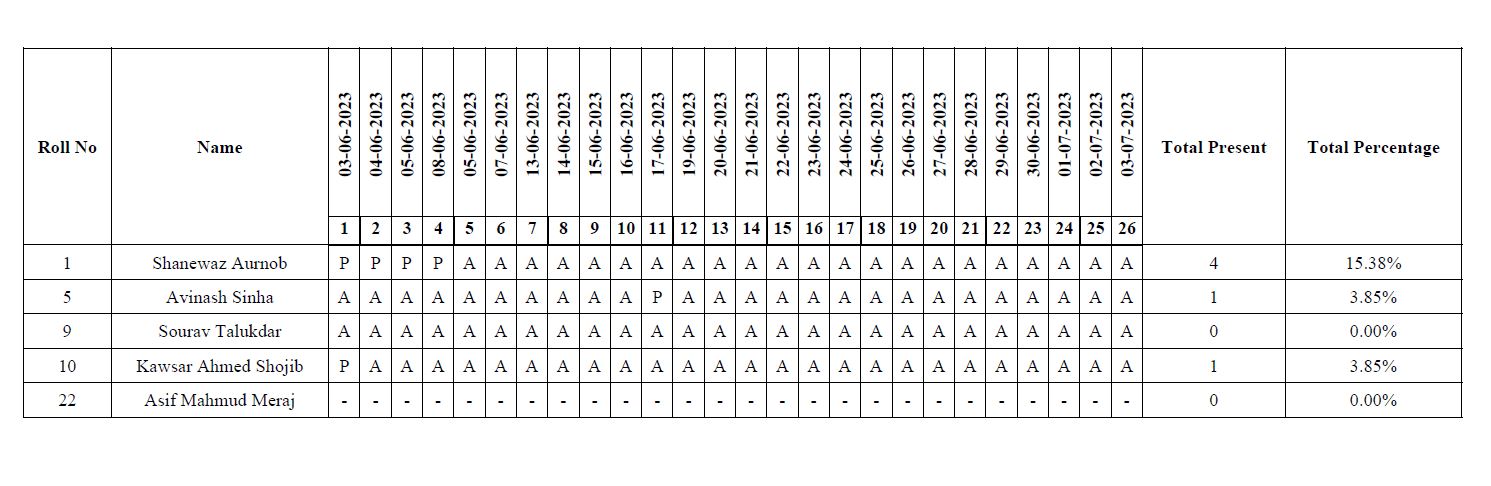 Roll No Name 03-06-2023 04-06-2023 05-06-2023 08-06-2023 05-06-2023 07-06-2023 13-06-2023 14-06-2023 15-06-2023 16-06-2023 17-06-2023 19-06-2023 20-06-2023 21-06-2023 22-06-2023 23-06-2023 24-06-2023 25-06-2023 26-06-2023 27-06-2023 28-06-2023 29-06-2023 30-06-2023 01-07-2023 02-07-2023 03-07-2023 Total Present Total Percentage
1 2 3 4 5 6 7 8 9 10 11 12 13 14 15 16 17 18 19 20 21 22 23 24 25 26
1 Shanewaz Aurnob P P P P A A A A A A A A A A A A A A A A A A A A A A 4 15.38%
5 Avinash Sinha A A A A A A A A A A P A A A A A A A A A A A A A A A 1 3.85%
9 Sourav Talukdar A A A A A A A A A A A A A A A A A A A A A A A A A A 0 0.00%
10 Kawsar Ahmed Shojib P A A A A A A A A A A A A A A A A A A A A A A A A A 1 3.85%
22 Asif Mahmud Meraj - - - - - - - - - - - - - - - - - - - - - - - - - - 0 0.00%